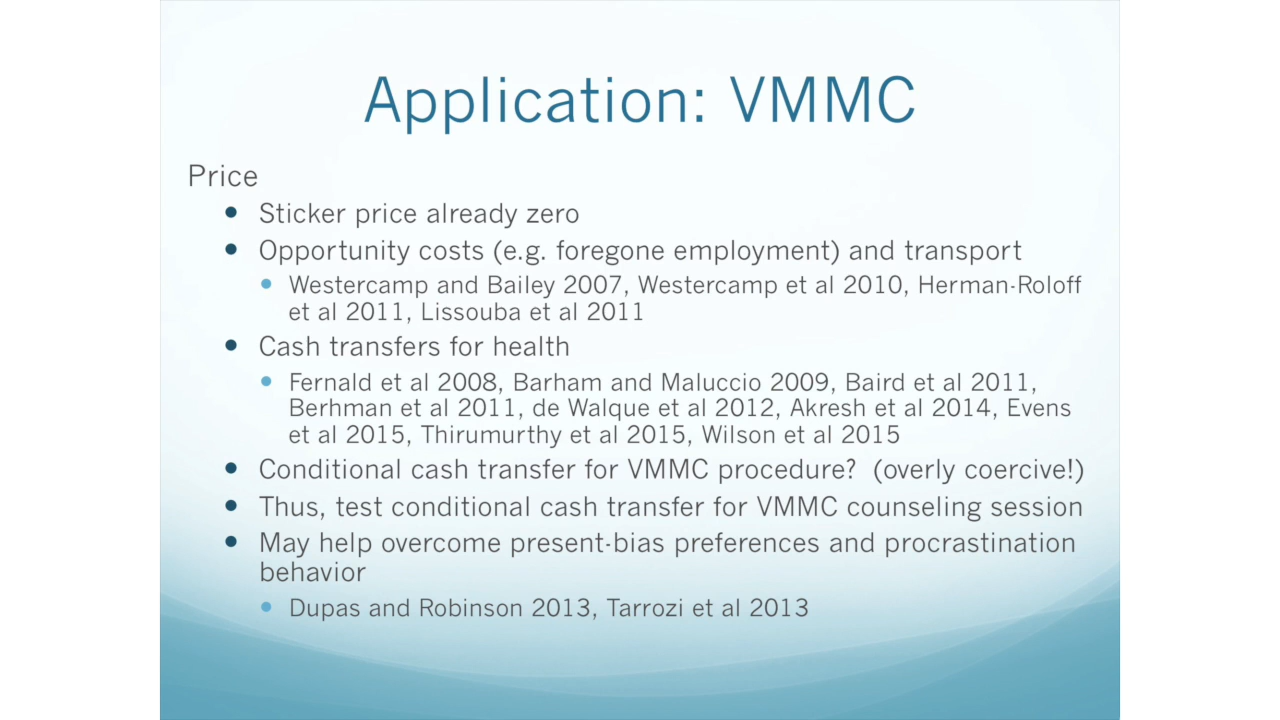 Application: VMMC
Price
Sticker price already zero
Opportunity costs (e.g. foregone employment) and transport
Westercamp and Bailey 2007, Westercamp et al 2010, Herman-Roloff
et al 2011, Lissouba et al 2011
Cash transfers for health
Fernald et al 2008, Barham and Maluccio 2009, Baird et al 2011,
Berhman et al 2011, de Walque et al 2012, Akresh et al 2014, Evens
et al 2015, Thirumurthy et al 2015, Wilson et al 2015
Conditional cash transfer for VMMC procedure? (overly coercive!)
Thus, test conditional cash transfer for VMMC counseling session
May help overcome present-bias preferences and procrastination
behavior
Dupas and Robinson 2013, Tarrozi et al 2013